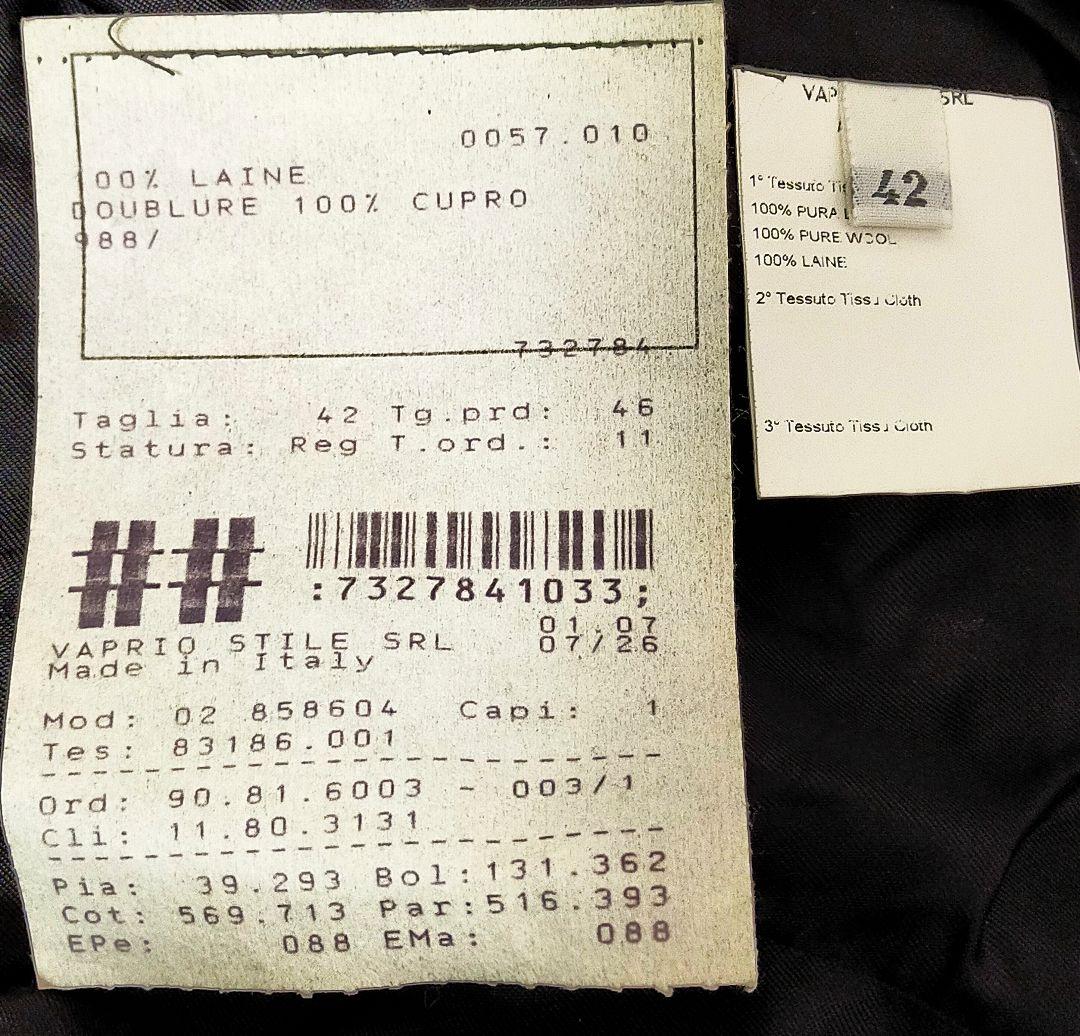 0057.010
00% LAINE
DOUBLURE 100% CUPRO
988/
732784
Taglia: 42 Tg.prd: 46
Statura: Reg T.ord.: 11
:7327841033;
01.07
VAPRIO STILE SRL 07/26
Made in Italy
Mod: 02 858604 Capi: 1
Tes: 83186.001
Ord: 90.81.6003 - 003/1
Cli: 11.80.3131
Pia: 39.293 Bol:131.362
Cot: 569.713 Par:516.393
EPe: 088 EMa: 088
VAP SRL
42
1° Tessuto
100% PURA
100% PURE WOOL
100% LAINE
2° Tessuto Tissu Cloth
3° Tessuto Tissu Cloth